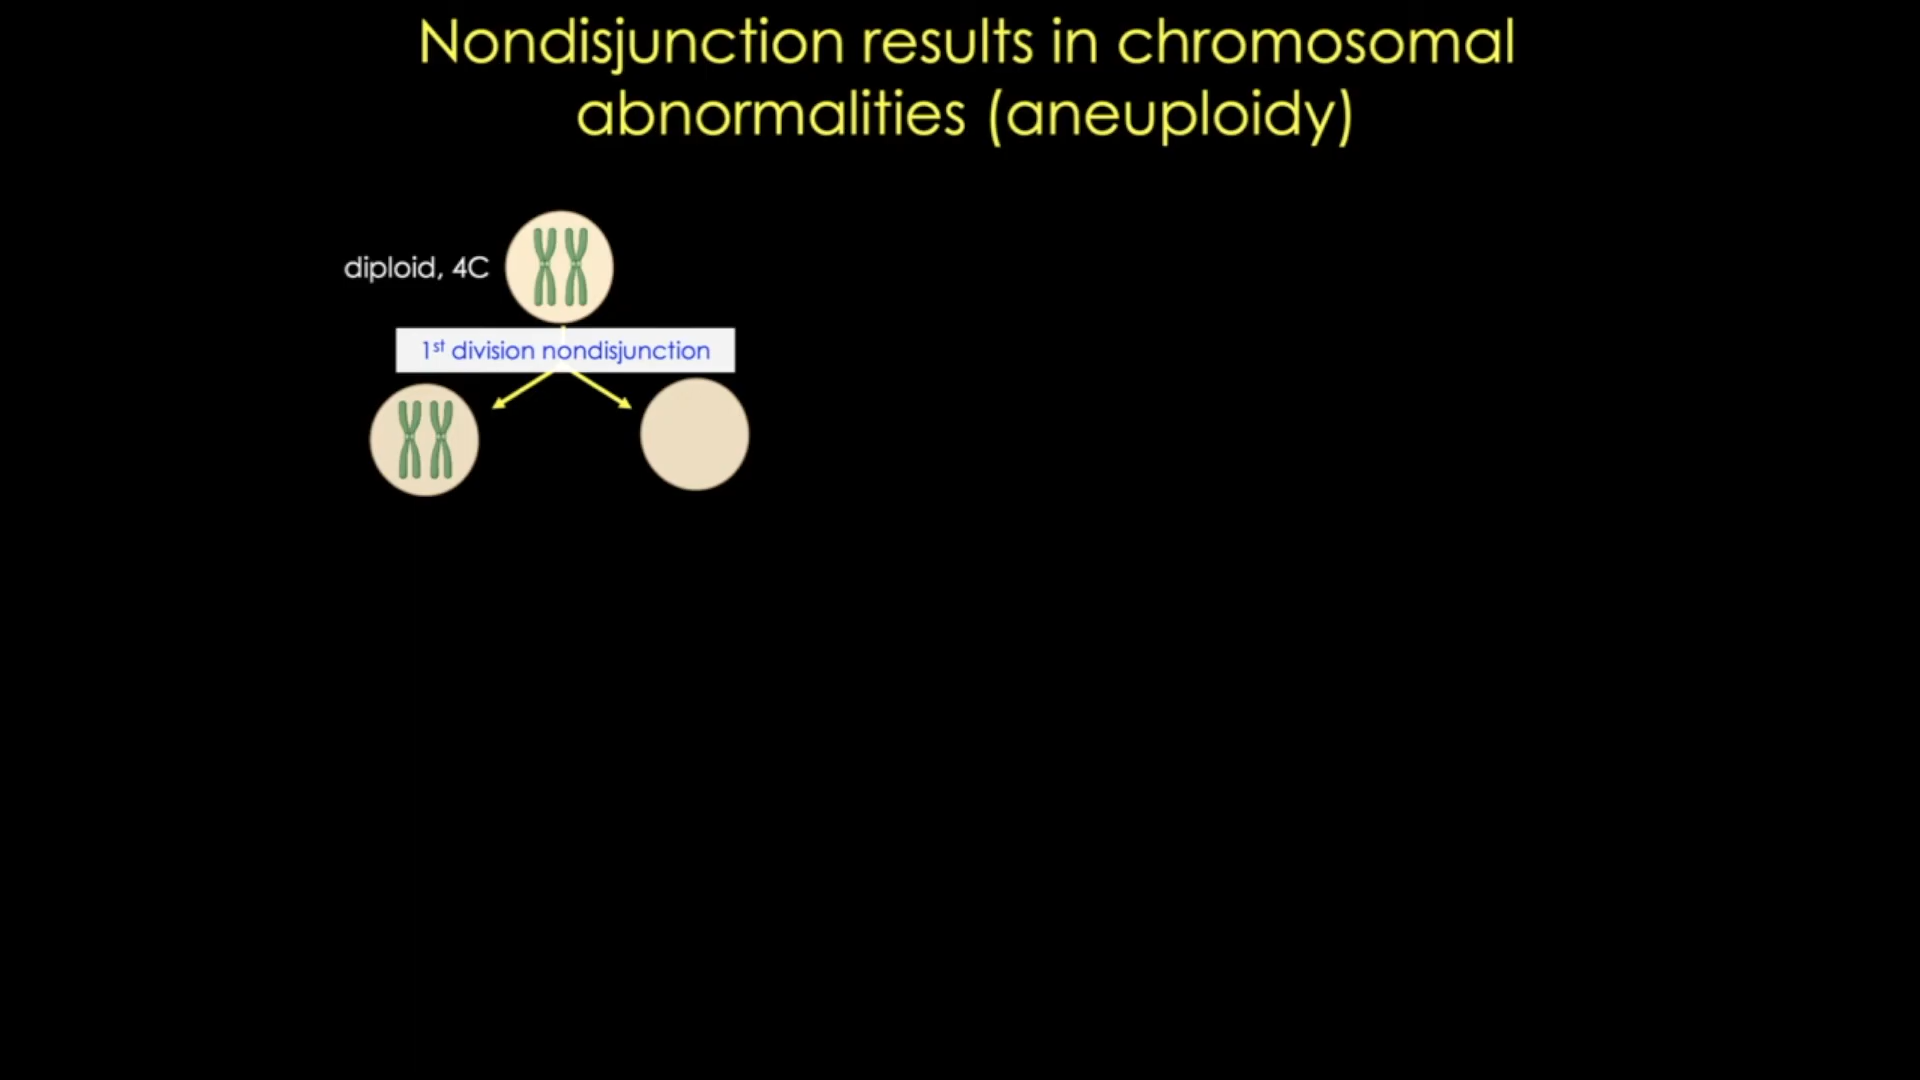 Nondisjunction results in chromosomal
abnormalities (aneuploidy)
diploid, 4C
1st division nondisjunction